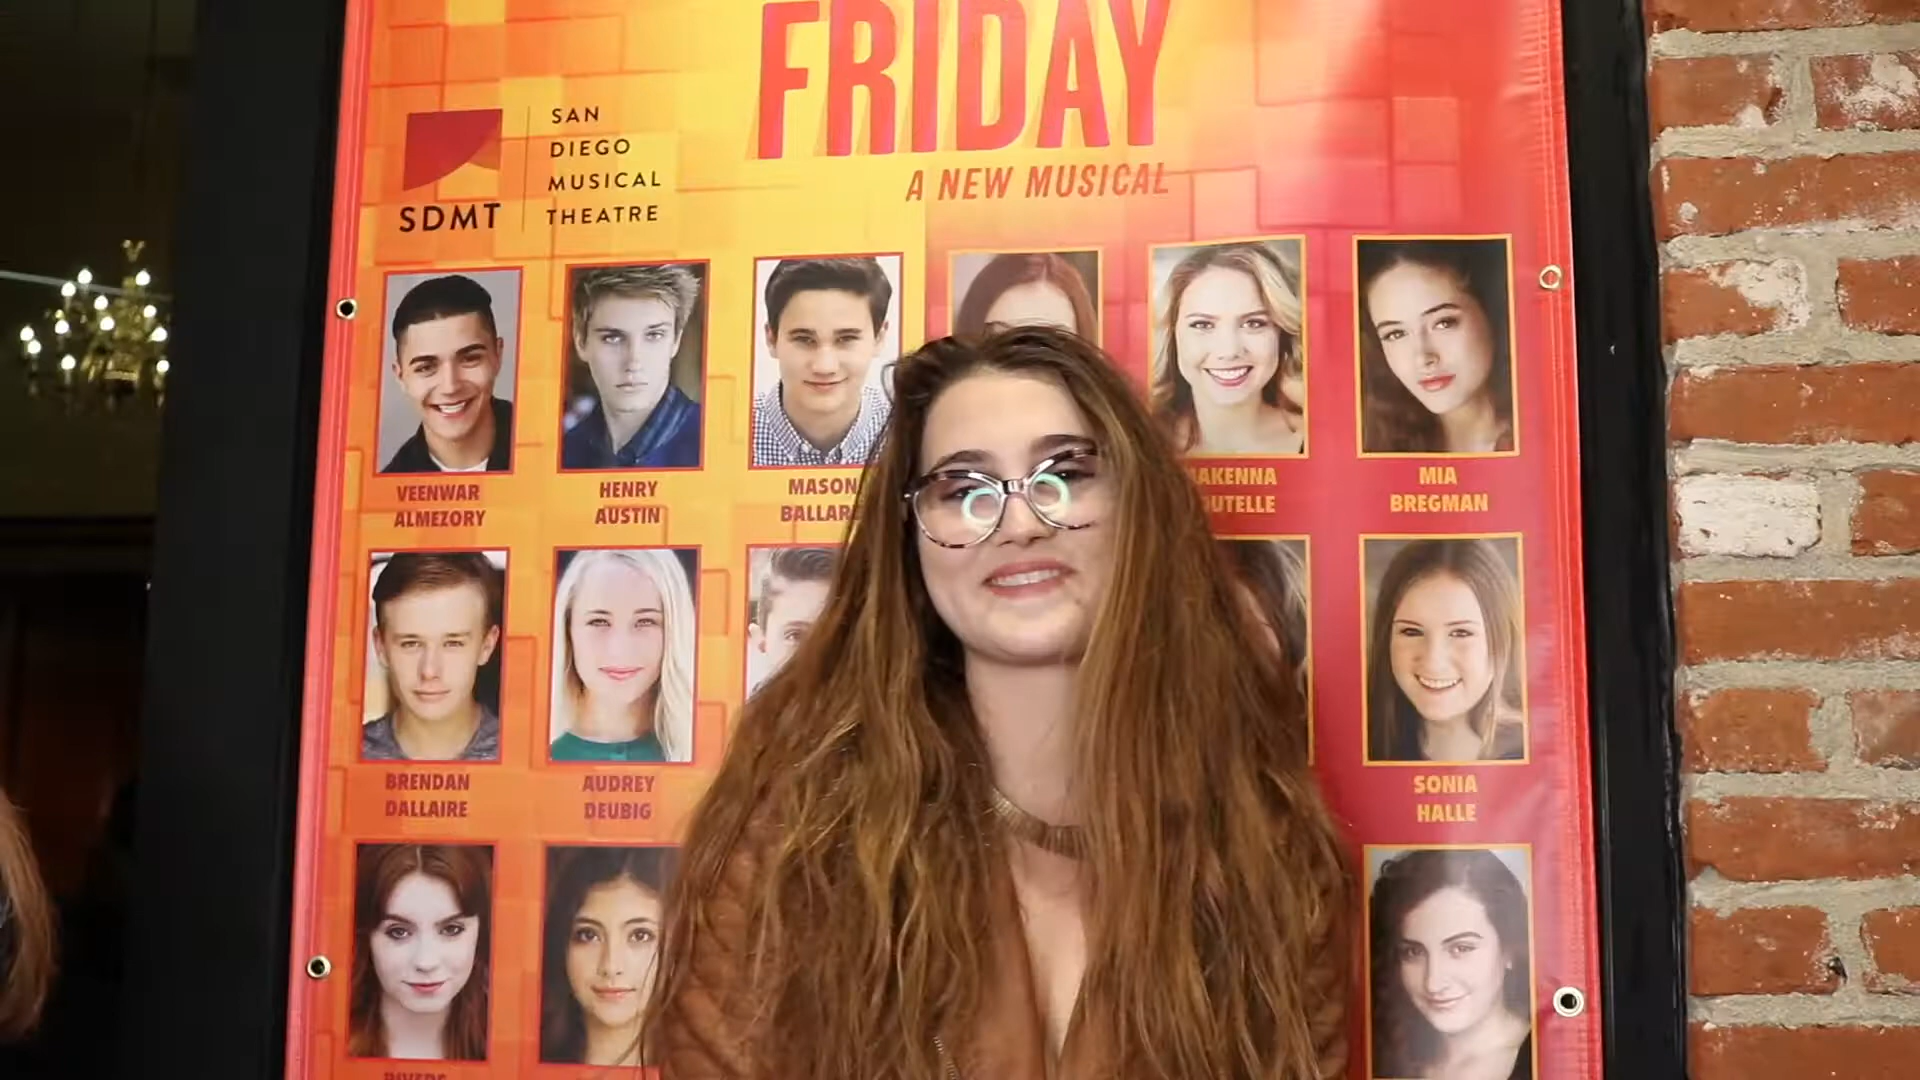 FRIDAY
A NEW MUSICAL
SAN
DIEGO
MUSICAL
THEATRE
SDMT
VEENWAR
ALMEZORY
HENRY
AUSTIN
MASON
MIA
BREGMAN
BRENDAN
DALLAIRE
AUDREY
DEUBIG
SONIA
HALLE